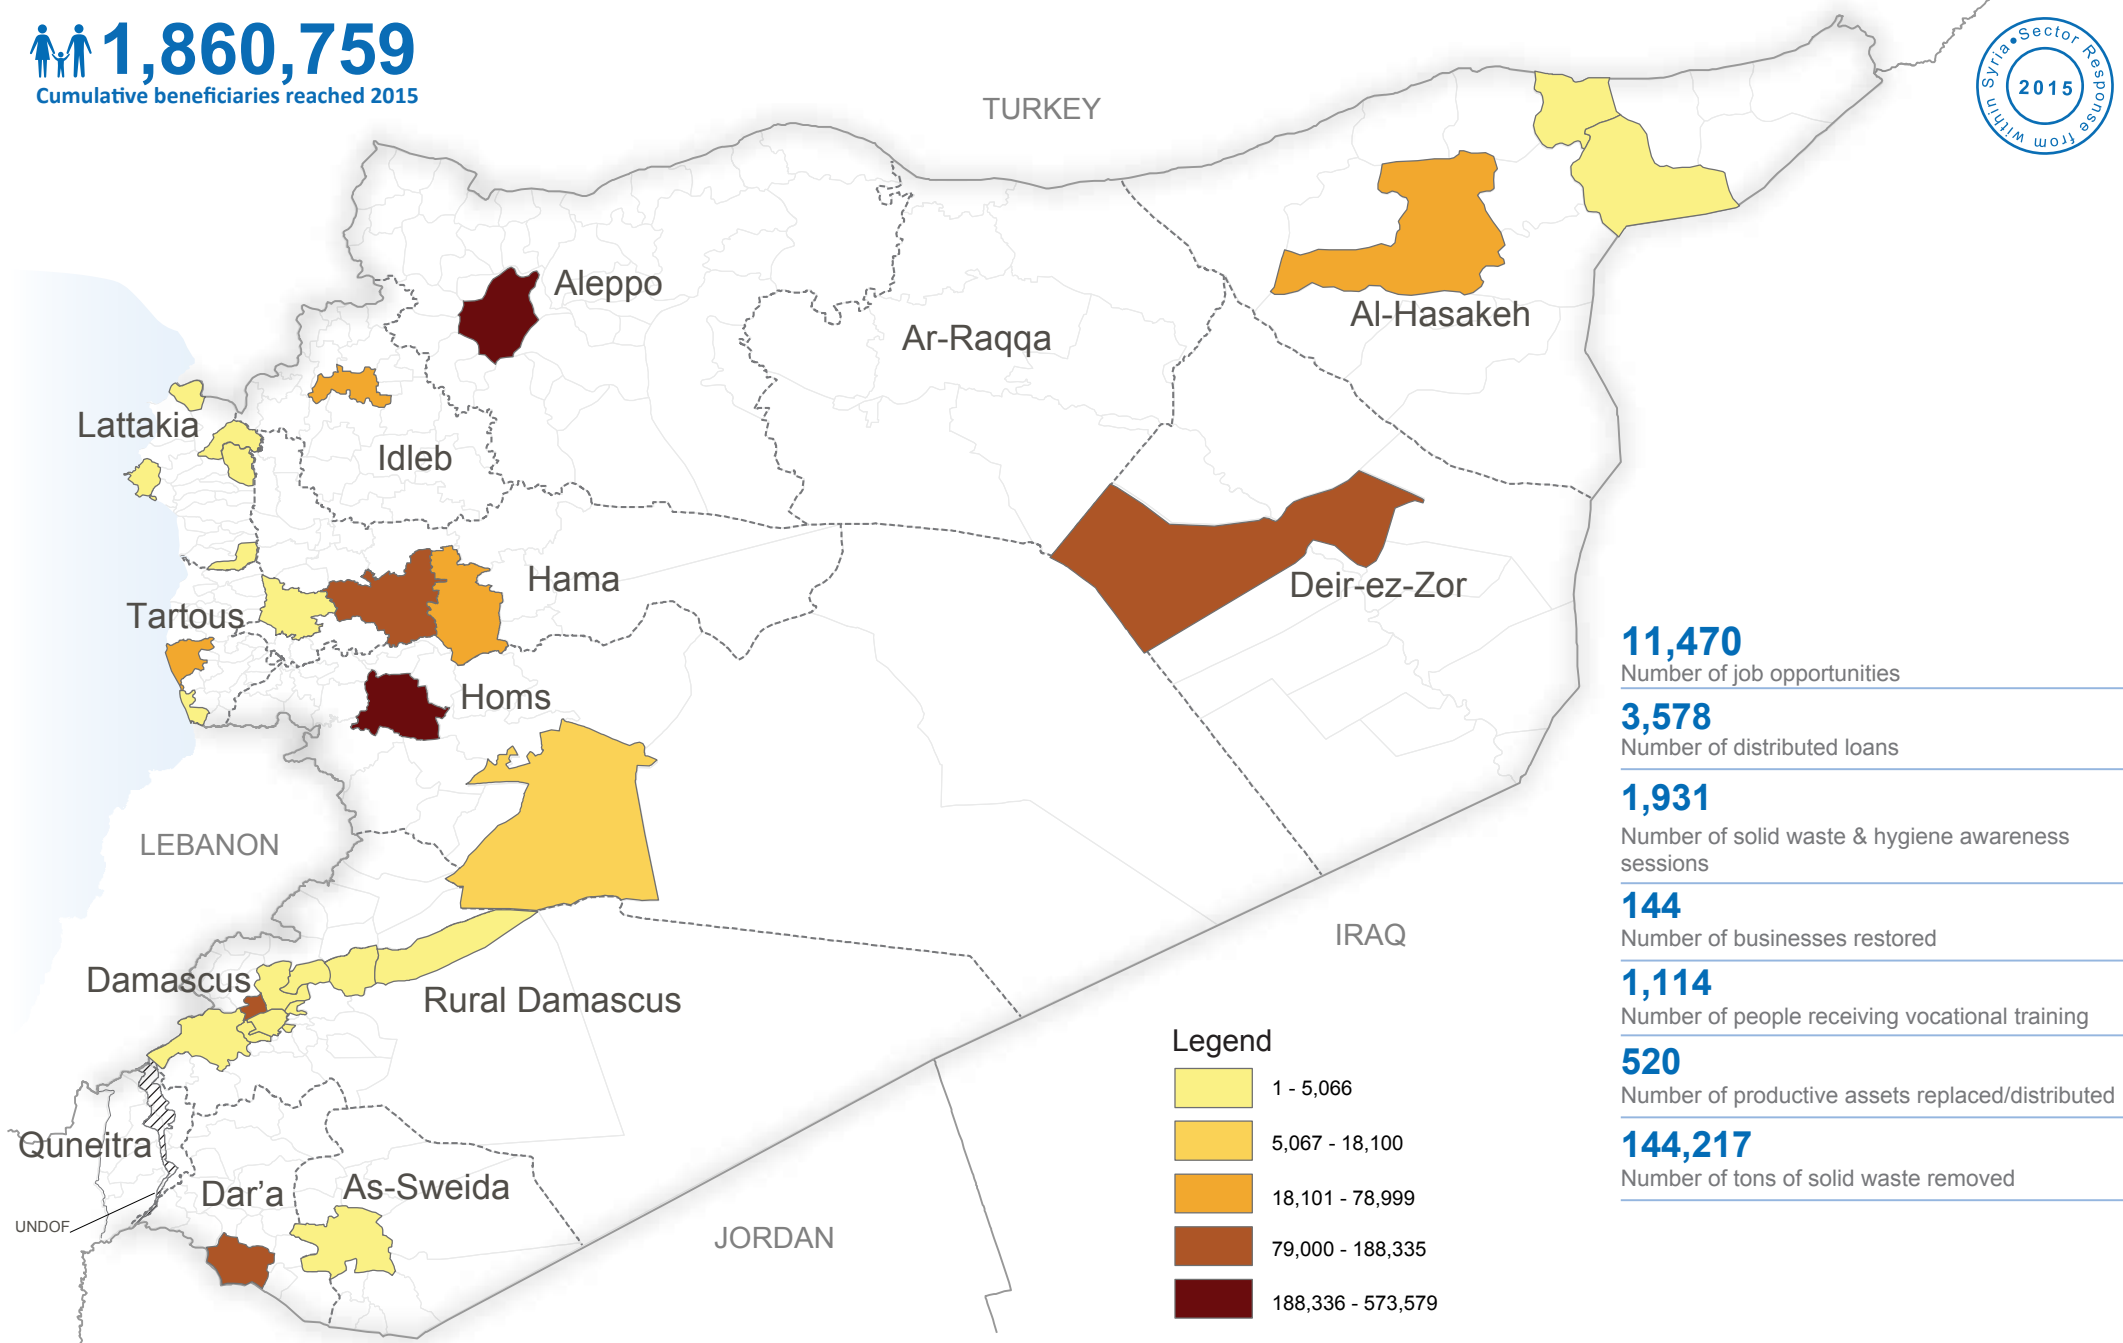 1,860,759
Cumulative beneficiaries reached 2015
Sector Response from within Syria
2015
TURKEY
Aleppo
Ar-Raqqa
Al-Hasakeh
Lattakia
Idleb
Hama
Deir-ez-Zor
Tartous
Homs
LEBANON
IRAQ
Damascus
Rural Damascus
Quneitra
Dar’a
As-Sweida
UNDOF
JORDAN
11,470
Number of job opportunities
3,578
Number of distributed loans
1,931
Number of solid waste & hygiene awareness
sessions
144
Number of businesses restored
1,114
Number of people receiving vocational training
520
Number of productive assets replaced/distributed
144,217
Number of tons of solid waste removed
Legend
1 - 5,066
5,067 - 18,100
18,101 - 78,999
79,000 - 188,335
188,336 - 573,579